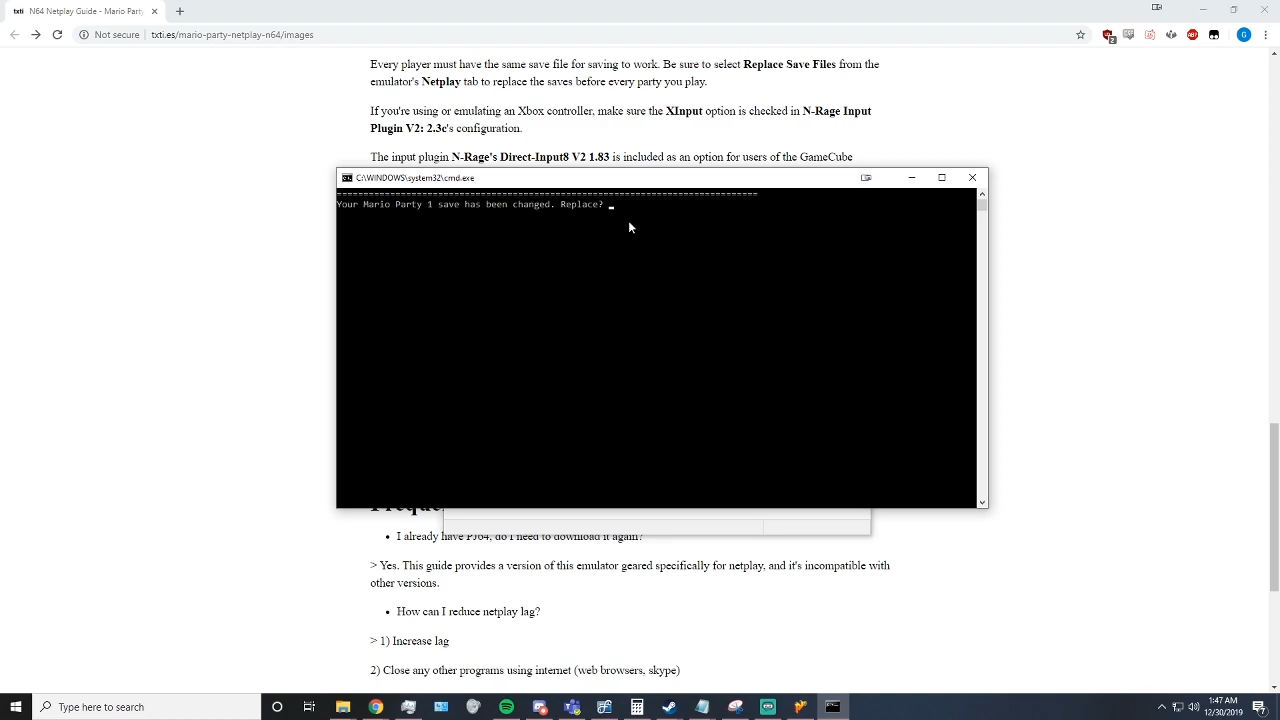 txti N64 Netplay Guide - Mario Party
Not secure | txti.es/mario-party-netplay-n64/images
Every player must have the same save file for saving to work. Be sure to select Replace Save Files from the
emulator's Netplay tab to replace the saves before every party you play.
If you're using or emulating an Xbox controller, make sure the XInput option is checked in N-Rage Input
Plugin V2: 2.3c's configuration.
The input plugin N-Rage's Direct-Input8 V2 1.83 is included as an option for users of the GameCube
C:\WINDOWS\system32\cmd.exe
Your Mario Party 1 save has been changed. Replace?
• I already have PJ64, do I need to download it again?
> Yes. This guide provides a version of this emulator geared specifically for netplay, and it's incompatible with
other versions.
• How can I reduce netplay lag?
> 1) Increase lag
2) Close any other programs using internet (web browsers, skype)
Type here to search
1:47 AM
12/30/2019